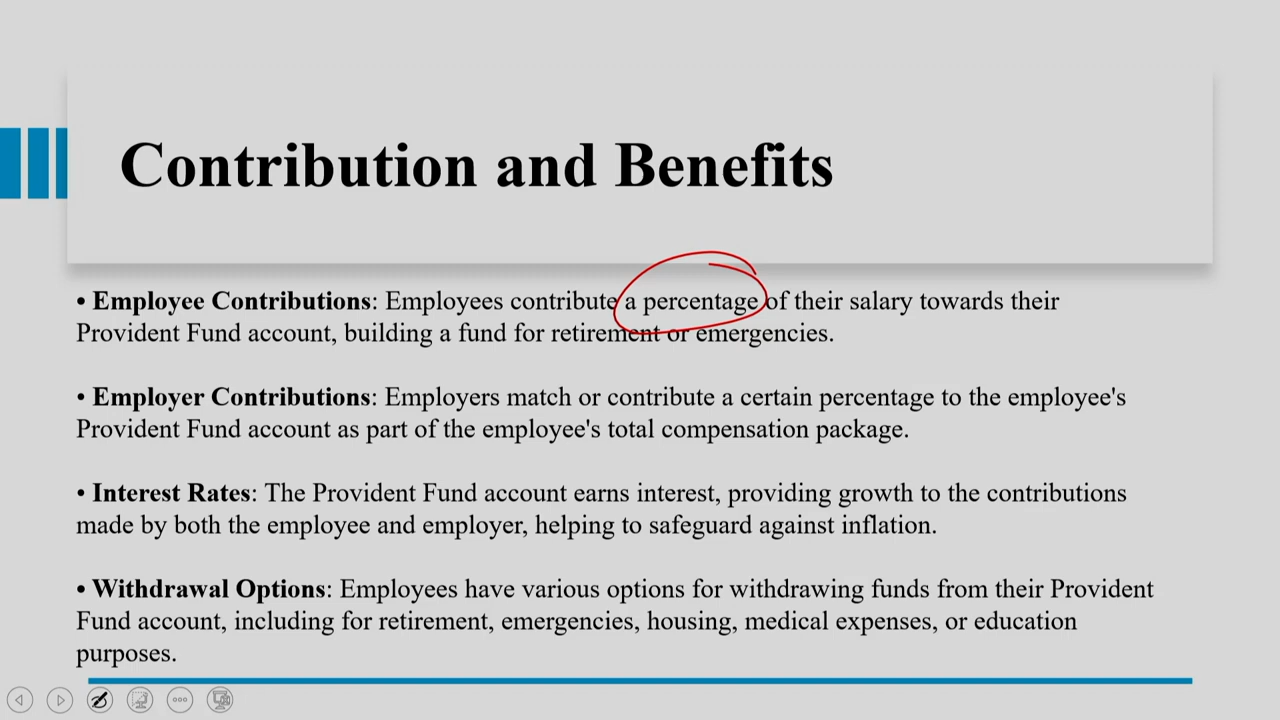 Contribution and Benefits
• Employee Contributions: Employees contribute a percentage of their salary towards their
Provident Fund account, building a fund for retirement or emergencies.
• Employer Contributions: Employers match or contribute a certain percentage to the employee's
Provident Fund account as part of the employee's total compensation package.
• Interest Rates: The Provident Fund account earns interest, providing growth to the contributions
made by both the employee and employer, helping to safeguard against inflation.
• Withdrawal Options: Employees have various options for withdrawing funds from their Provident
Fund account, including for retirement, emergencies, housing, medical expenses, or education
purposes.